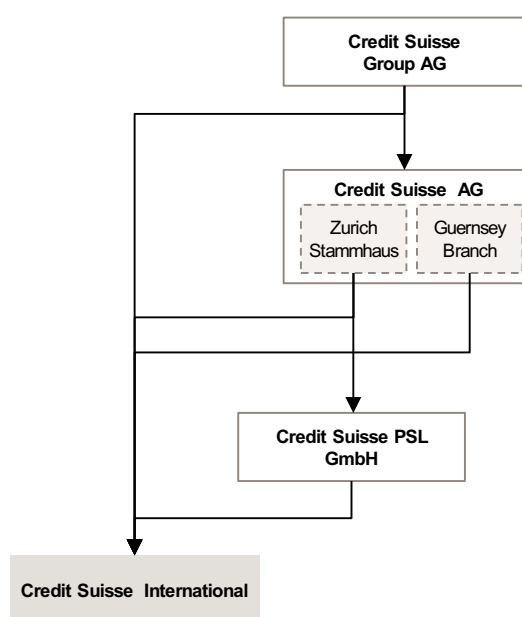 Credit Suisse
Group AG
Credit Suisse AG
Zurich
Stammhaus
Guernsey
Branch
Credit Suisse PSL
GmbH
Credit Suisse International